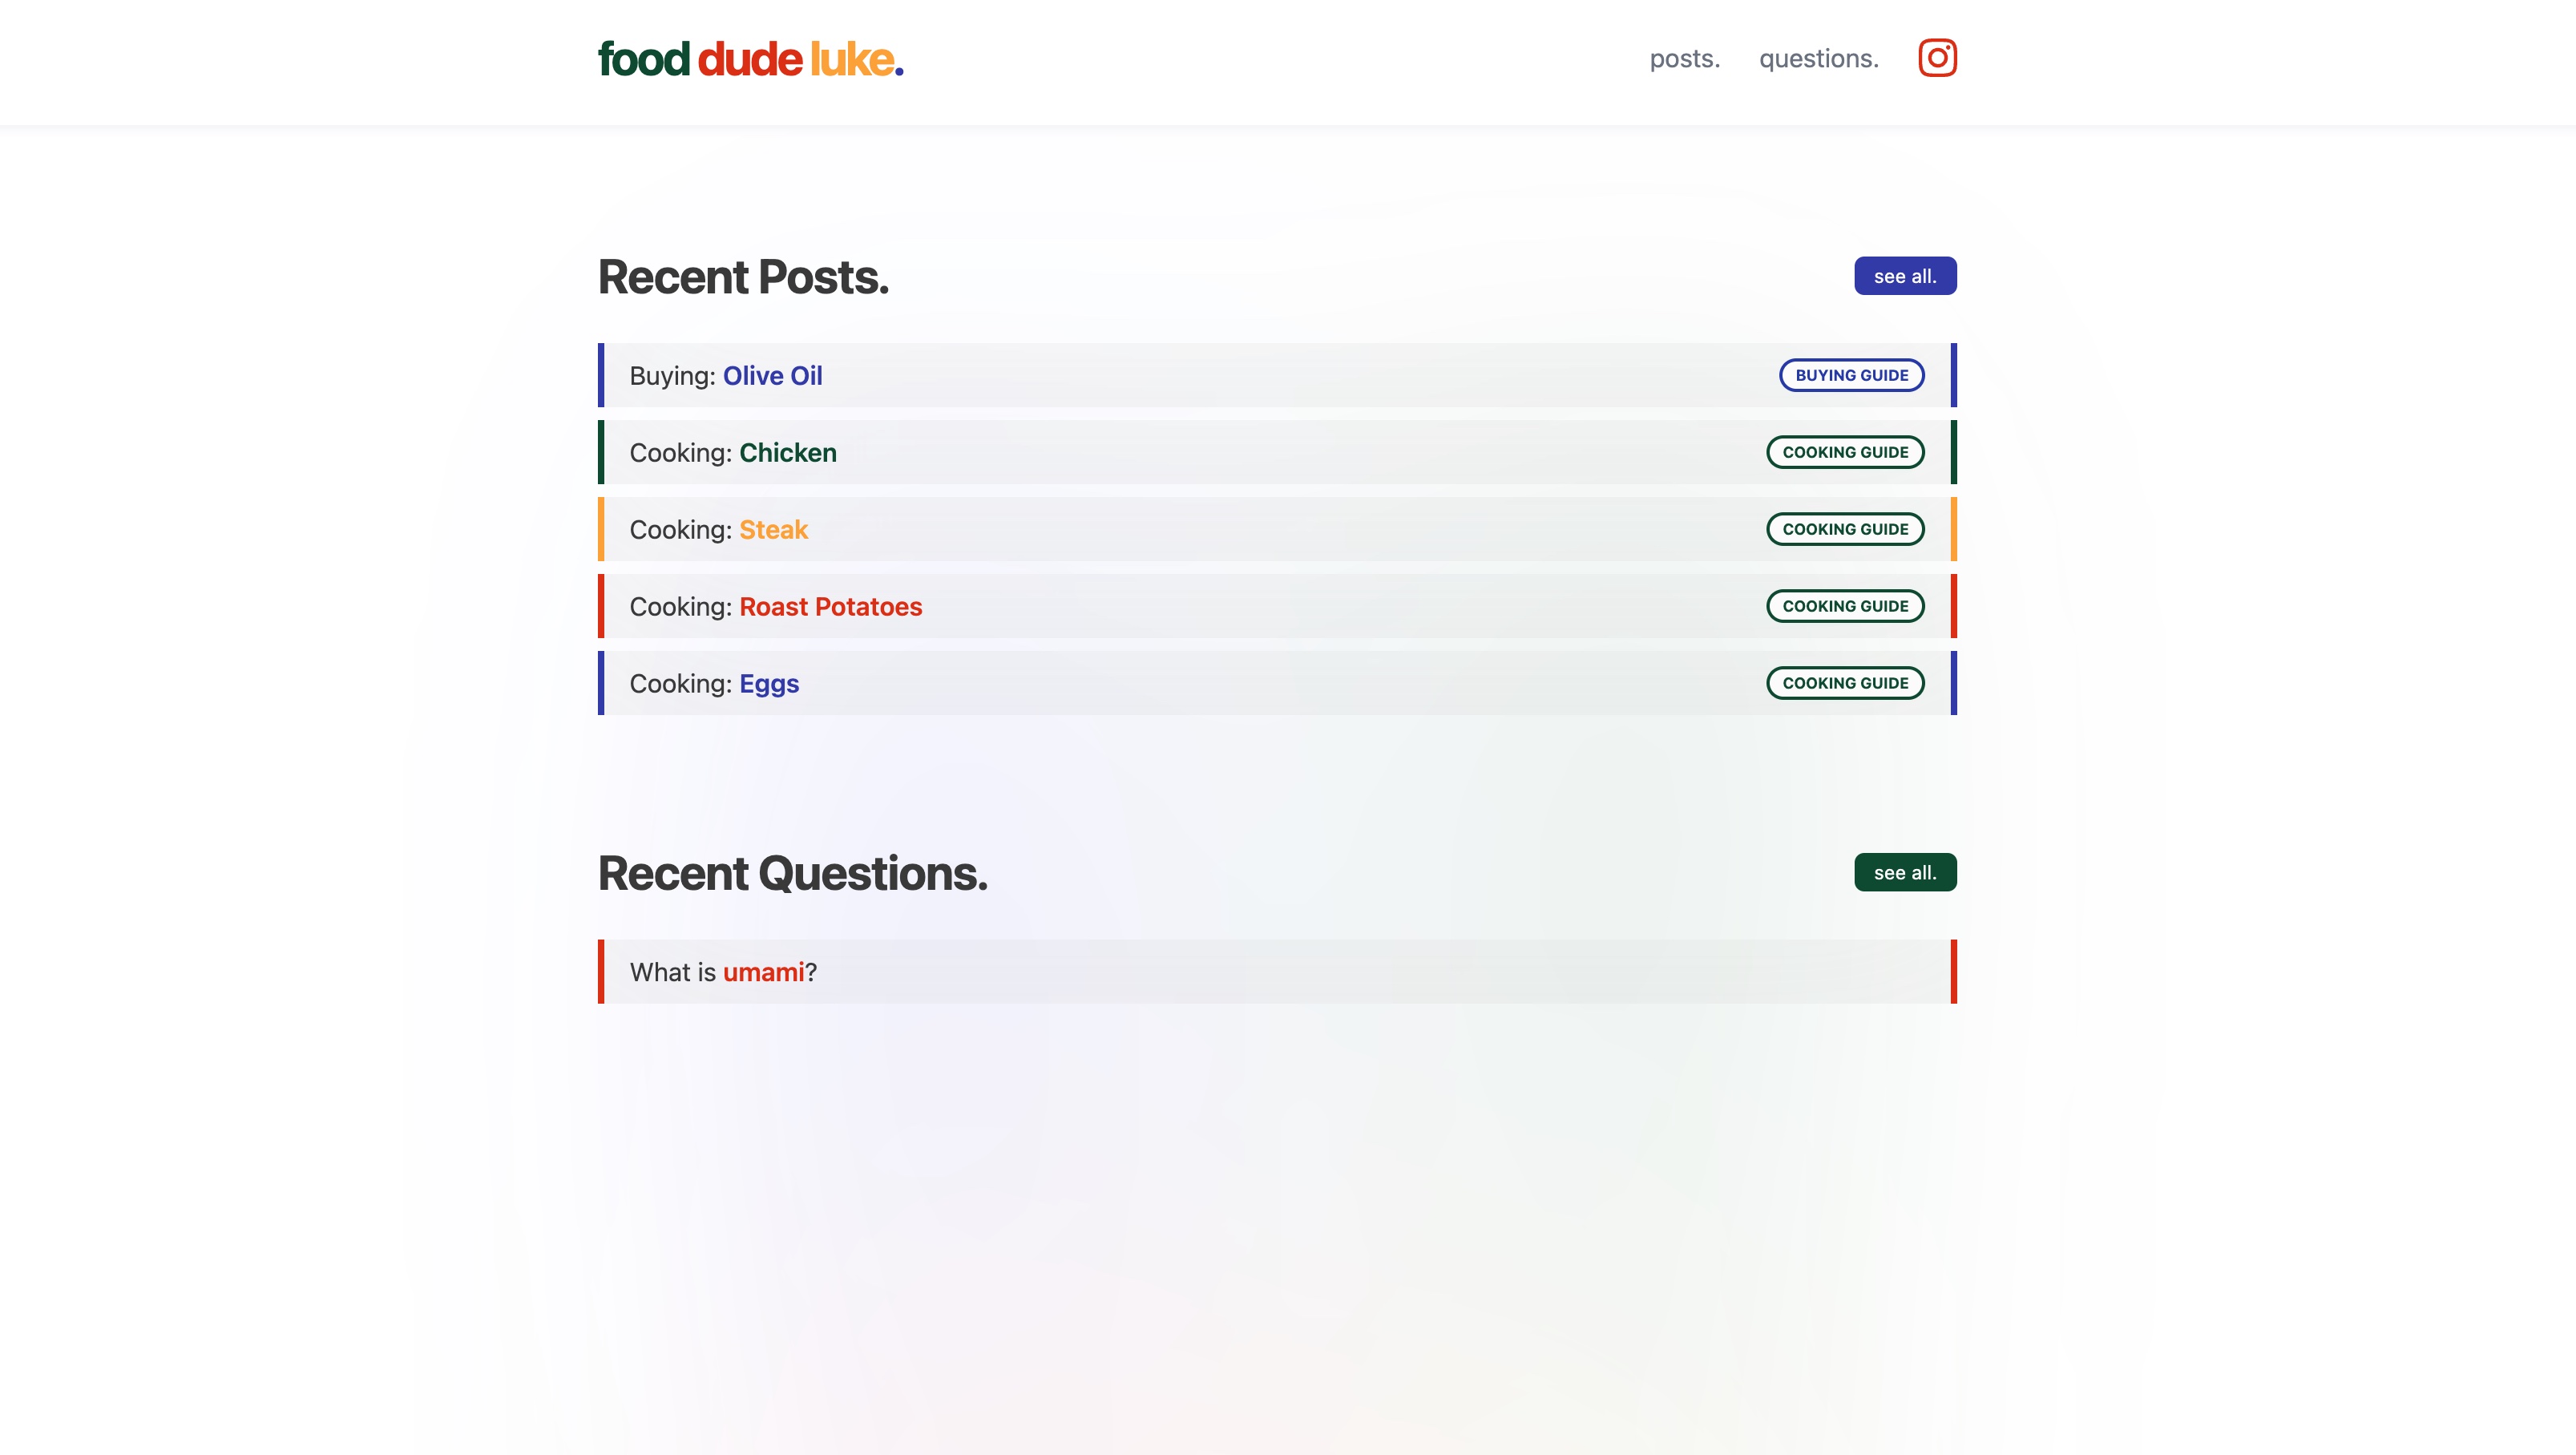 food dude luke.
posts. questions.
Recent Posts.
see all.
Buying: Olive Oil
BUYING GUIDE
Cooking: Chicken
COOKING GUIDE
Cooking: Steak
COOKING GUIDE
Cooking: Roast Potatoes
COOKING GUIDE
Cooking: Eggs
COOKING GUIDE
Recent Questions.
see all.
What is umami?